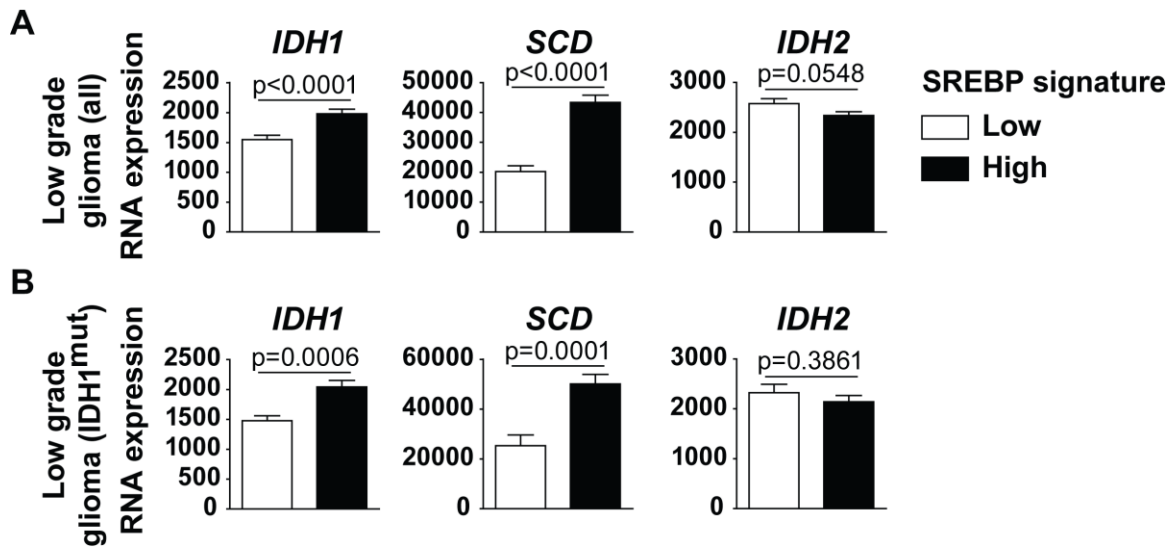 A
IDH1
SCD
IDH2
Low grade
glioma (all)
RNA expression
2500
2000
1500
1000
500
0
p<0.0001
50000
40000
30000
20000
10000
0
p<0.0001
3000
2000
1000
0
p=0.0548
SREBP signature
Low
High
B
IDH1
SCD
IDH2
Low grade
glioma (IDH1mut)
RNA expression
2500
2000
1500
1000
500
0
p=0.0006
60000
40000
20000
0
p=0.0001
3000
2000
1000
0
p=0.3861